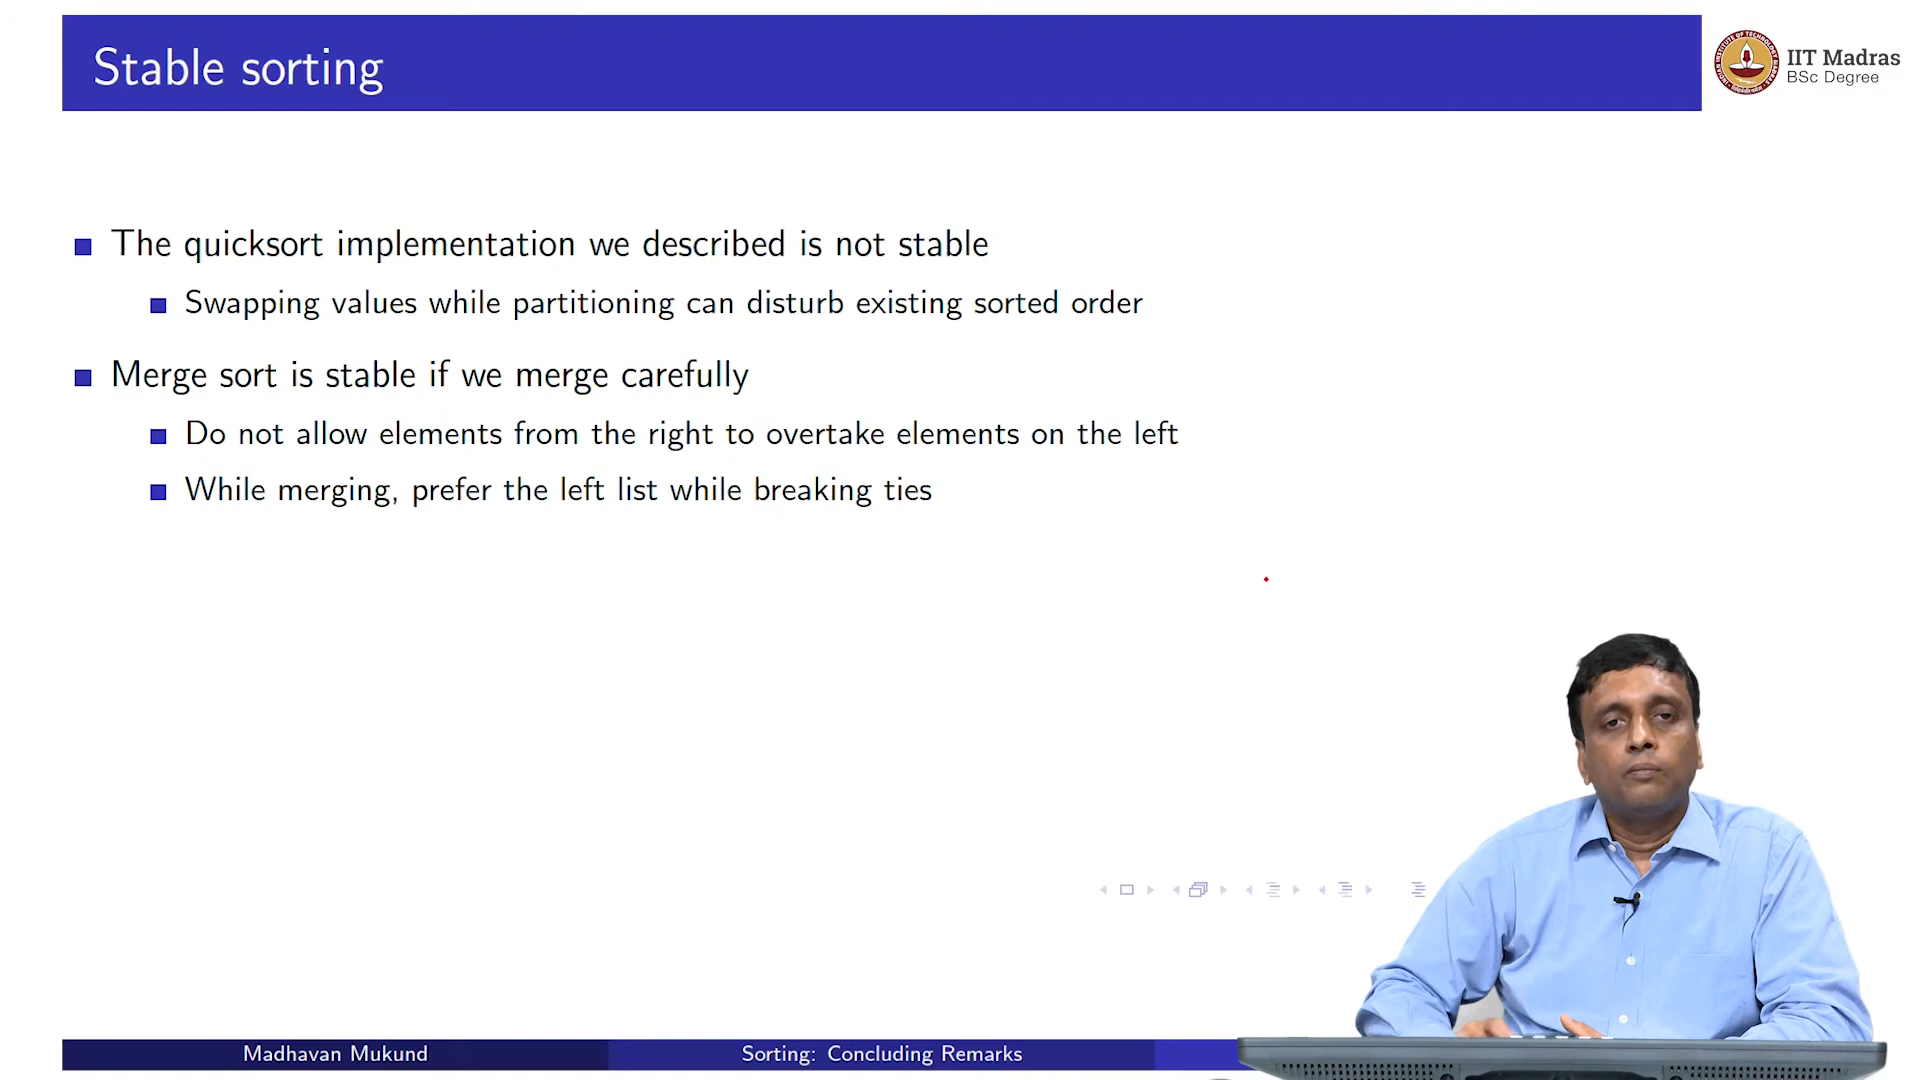 Stable sorting
IIT Madras
BSc Degree
The quicksort implementation we described is not stable
Swapping values while partitioning can disturb existing sorted order
Merge sort is stable if we merge carefully
Do not allow elements from the right to overtake elements on the left
While merging, prefer the left list while breaking ties
Madhavan Mukund
Sorting: Concluding Remarks